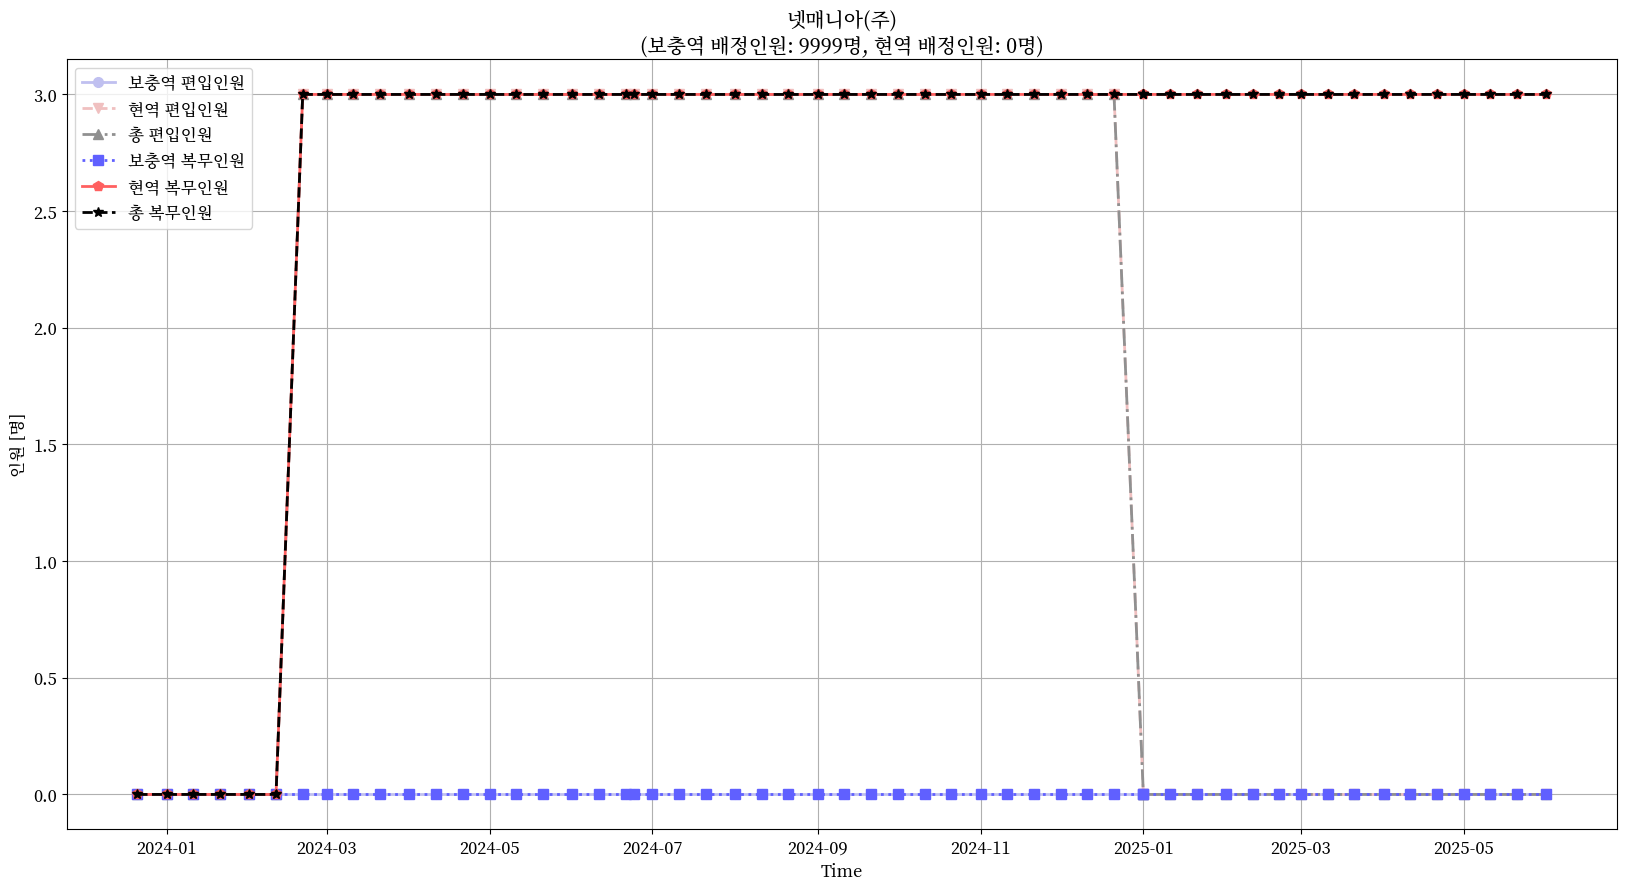 넷매니아(주)
(보충역 배정인원: 9999명, 현역 배정인원: 0명)
보충역 편입인원
현역 편입인원
총 편입인원
보충역 복무인원
현역 복무인원
총 복무인원
3.0
2.5
2.0
1.5
1.0
0.5
0.0
인원 [명]
2024-01 2024-03 2024-05 2024-07 2024-09 2024-11 2025-01 2025-03 2025-05
Time